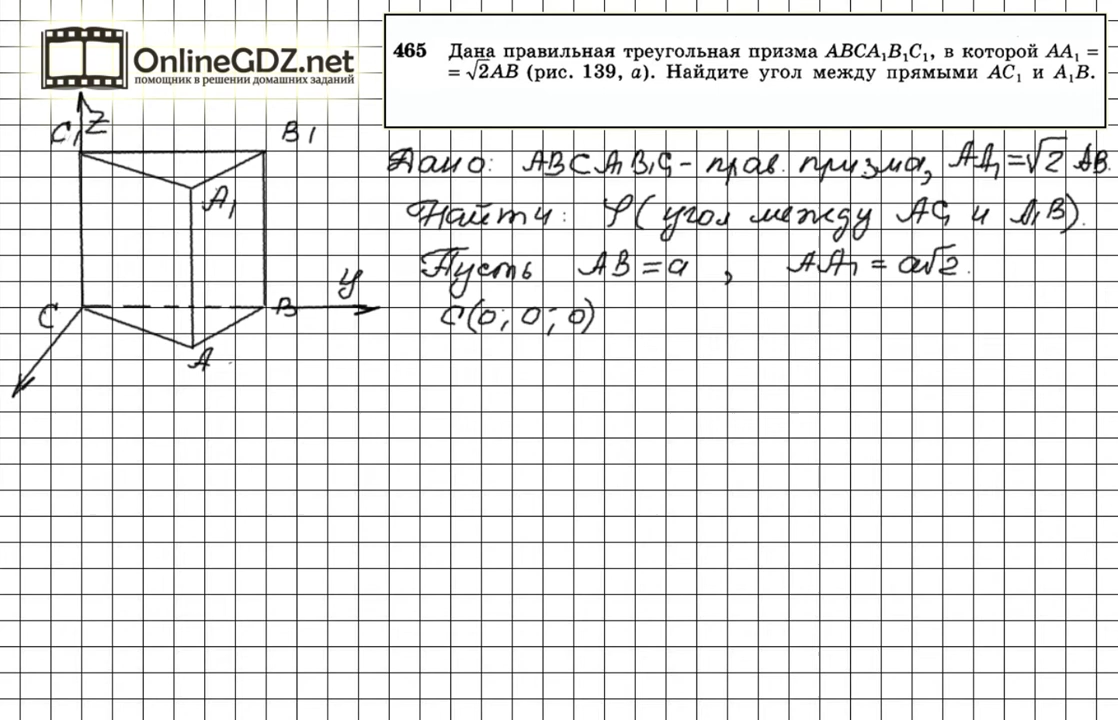 OnlineGDZ.net
помощник в решении домашних заданий
465 Дана правильная треугольная призма ABCA₁B₁C₁, в которой AA₁ =
= √2AB (рис. 139, а). Найдите угол между прямыми AC₁ и A₁B.
Дано: ABCA₁B₁C₁ - прав. призма, AA₁ = √2 AB.
Найти: φ (угол между AC₁ и A₁B).
Пусть AB = a , AA₁ = a√2.
C(0; 0; 0)
C₁ Z B₁
A₁
y
C B
A